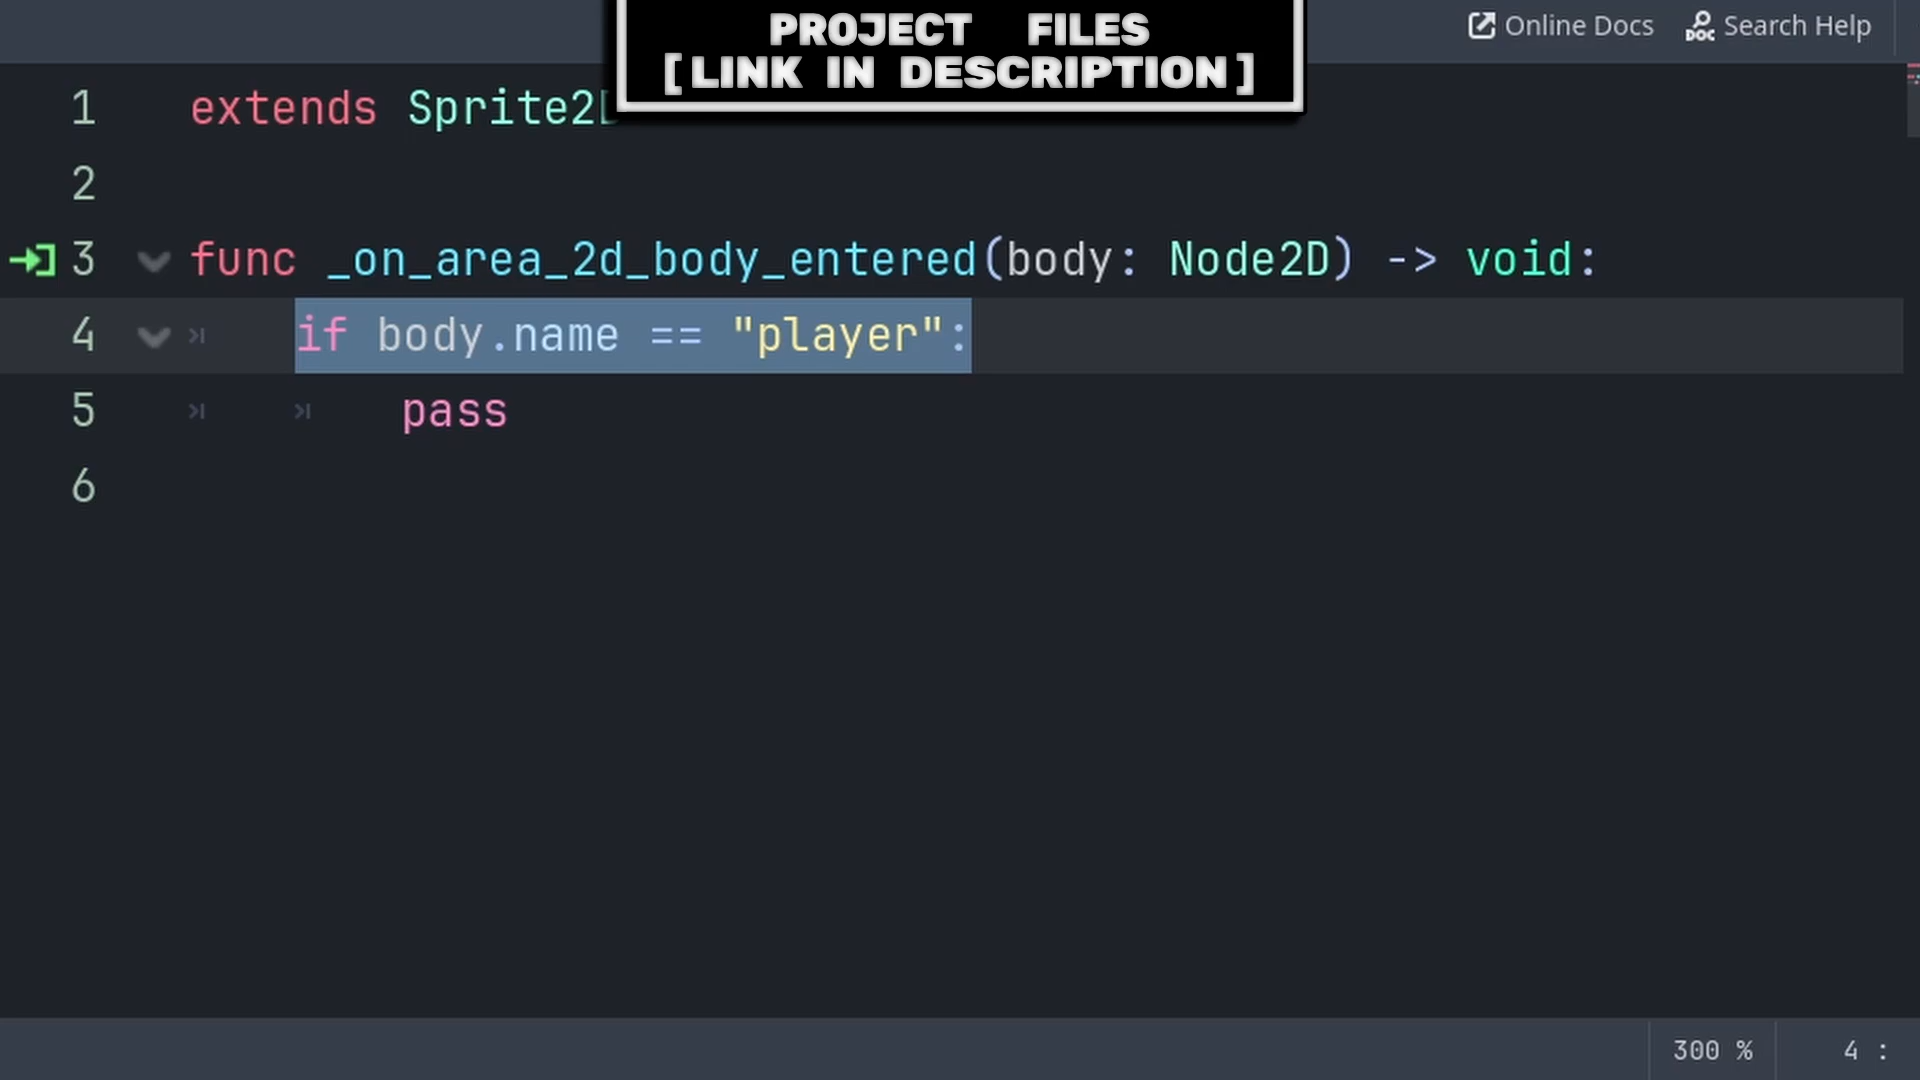 PROJECT FILES
[LINK IN DESCRIPTION]
Online Docs
Search Help
1 extends Sprite2D
2
3 func _on_area_2d_body_entered(body: Node2D) -> void:
4 if body.name == "player":
5 pass
6
300 %
4 :